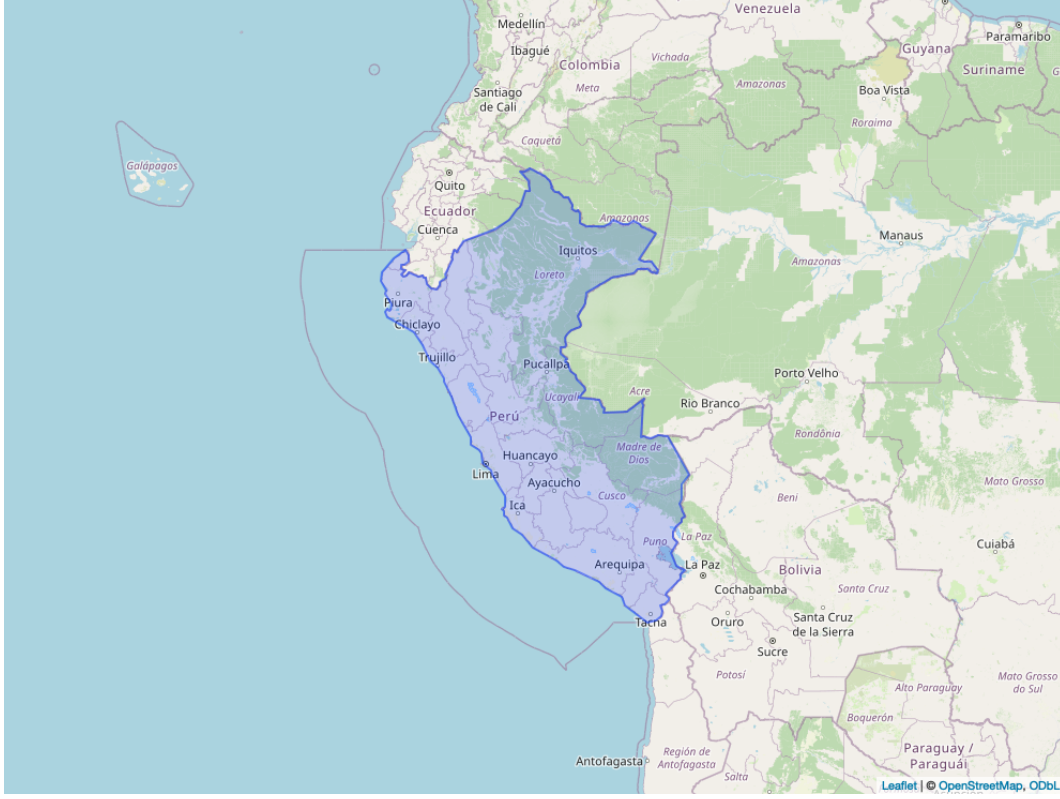 Medellín
Venezuela
Paramaribo
Ibagué
Guyana
Colombia
Vichada
Suriname
Meta
Amazonas
Boa Vista
Santiago
de Cali
Roraima
Caquetá
Galápagos
Quito
Ecuador
Amazonas
Cuenca
Manaus
Iquitos
Amazonas
Loreto
Piura
Chiclayo
Trujillo
Pucallpa
Porto Velho
Acre
Ucayali
Rio Branco
Perú
Rondônia
Madre de
Dios
Huancayo
Lima
Mato Grosso
Ayacucho
Cusco
Beni
Ica
Puno
La Paz
Cuiabá
Arequipa
La Paz
Bolivia
Cochabamba
Santa Cruz
Tacna
Oruro
Santa Cruz
de la Sierra
Sucre
Potosí
Mato Grosso
do Sul
Alto Paraguay
Boquerón
Antofagasta
Región de
Antofagasta
Paraguay /
Paraguái
Salta
Leaflet | © OpenStreetMap, ODbL